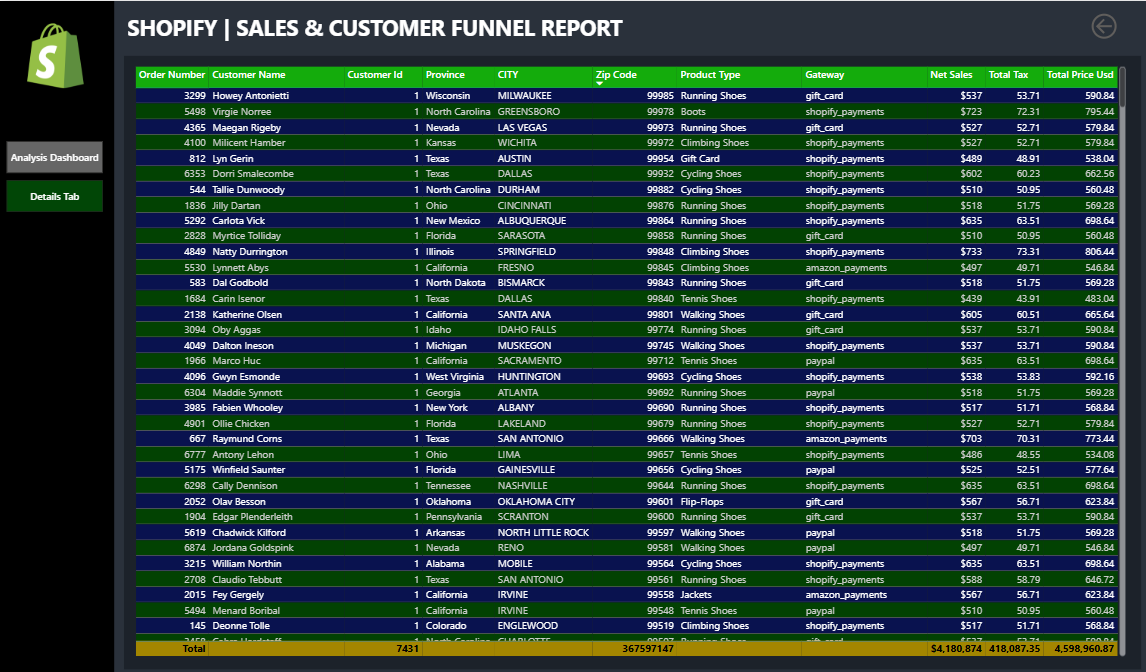 SHOPIFY | SALES & CUSTOMER FUNNEL REPORT
S
Analysis Dashboard
Details Tab
Order Number Customer Name Customer Id Province CITY Zip Code Product Type Gateway Net Sales Total Tax Total Price Usd
3299 Howey Antonietti 1 Wisconsin MILWAUKEE 99985 Running Shoes gift_card $537 53.71 590.84
5498 Virgie Norree 1 North Carolina GREENSBORO 99978 Boots shopify_payments $723 72.31 795.44
4365 Maegan Rigeby 1 Nevada LAS VEGAS 99973 Running Shoes gift_card $527 52.71 579.84
4100 Milicent Hamber 1 Kansas WICHITA 99972 Climbing Shoes shopify_payments $527 52.71 579.84
812 Lyn Gerin 1 Texas AUSTIN 99954 Gift Card shopify_payments $489 48.91 538.04
6353 Dorri Smalecombe 1 Texas DALLAS 99932 Cycling Shoes shopify_payments $602 60.23 662.56
544 Tallie Dunwoody 1 North Carolina DURHAM 99882 Cycling Shoes shopify_payments $510 50.95 560.48
1836 Jilly Dartan 1 Ohio CINCINNATI 99876 Running Shoes shopify_payments $518 51.75 569.28
5292 Carlota Vick 1 New Mexico ALBUQUERQUE 99864 Running Shoes shopify_payments $635 63.51 698.64
2828 Myrtice Tolliday 1 Florida SARASOTA 99858 Running Shoes gift_card $510 50.95 560.48
4849 Natty Durrington 1 Illinois SPRINGFIELD 99848 Climbing Shoes shopify_payments $733 73.31 806.44
5530 Lynnett Abys 1 California FRESNO 99845 Climbing Shoes amazon_payments $497 49.71 546.84
583 Dal Godbold 1 North Dakota BISMARCK 99843 Running Shoes gift_card $518 51.75 569.28
1684 Carin Isenor 1 Texas DALLAS 99840 Tennis Shoes shopify_payments $439 43.91 483.04
2138 Katherine Olsen 1 California SANTA ANA 99801 Walking Shoes gift_card $605 60.51 665.64
3094 Oby Aggas 1 Idaho IDAHO FALLS 99774 Running Shoes gift_card $537 53.71 590.84
4049 Dalton Ineson 1 Michigan MUSKEGON 99745 Walking Shoes shopify_payments $537 53.71 590.84
1966 Marco Huc 1 California SACRAMENTO 99712 Tennis Shoes paypal $635 63.51 698.64
4096 Gwyn Esmonde 1 West Virginia HUNTINGTON 99693 Cycling Shoes shopify_payments $538 53.83 592.16
6304 Maddie Synnott 1 Georgia ATLANTA 99692 Running Shoes paypal $518 51.75 569.28
3985 Fabien Whooley 1 New York ALBANY 99690 Running Shoes shopify_payments $517 51.71 568.84
4901 Ollie Chicken 1 Florida LAKELAND 99679 Running Shoes shopify_payments $527 52.71 579.84
667 Raymund Corns 1 Texas SAN ANTONIO 99666 Walking Shoes amazon_payments $703 70.31 773.44
6777 Antony Lehon 1 Ohio LIMA 99657 Tennis Shoes shopify_payments $486 48.55 534.08
5175 Winfield Saunter 1 Florida GAINESVILLE 99656 Cycling Shoes paypal $525 52.51 577.64
6298 Cally Dennison 1 Tennessee NASHVILLE 99644 Running Shoes shopify_payments $635 63.51 698.64
2052 Olav Besson 1 Oklahoma OKLAHOMA CITY 99601 Flip-Flops gift_card $567 56.71 623.84
1904 Edgar Plenderleith 1 Pennsylvania SCRANTON 99600 Running Shoes gift_card $537 53.71 590.84
5619 Chadwick Kilford 1 Arkansas NORTH LITTLE ROCK 99597 Walking Shoes paypal $518 51.75 569.28
6874 Jordana Goldspink 1 Nevada RENO 99581 Walking Shoes paypal $497 49.71 546.84
3215 William Northin 1 Alabama MOBILE 99564 Cycling Shoes paypal $635 63.51 698.64
2708 Claudio Tebbutt 1 Texas SAN ANTONIO 99561 Running Shoes shopify_payments $588 58.79 646.72
2015 Fey Gergely 1 California IRVINE 99558 Jackets amazon_payments $567 56.71 623.84
5494 Menard Boribal 1 California IRVINE 99548 Tennis Shoes paypal $510 50.95 560.48
145 Deonne Tolle 1 Colorado ENGLEWOOD 99519 Climbing Shoes shopify_payments $517 51.71 568.84
Total 7431 367597147 $4,180,874 418,087.35 4,598,960.87